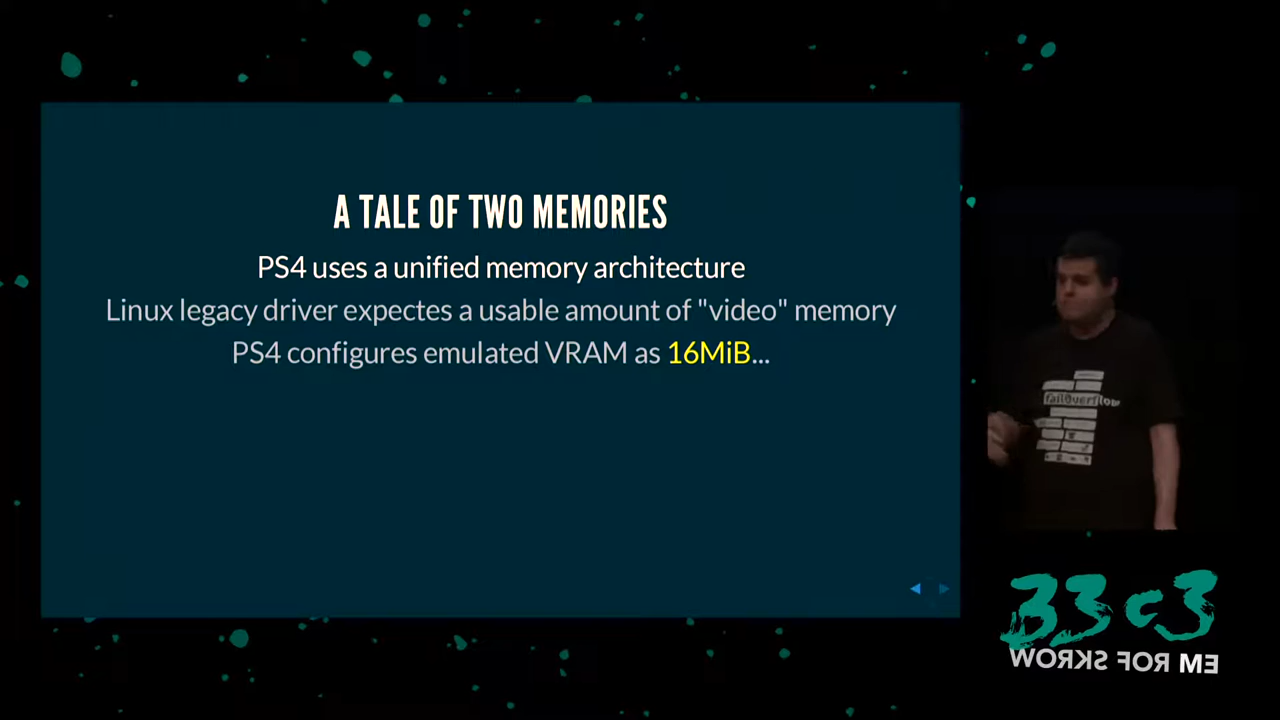 A TALE OF TWO MEMORIES
PS4 uses a unified memory architecture
Linux legacy driver expectes a usable amount of "video" memory
PS4 configures emulated VRAM as 16MiB...
fail0verflow
33c3
WORKS FOR ME